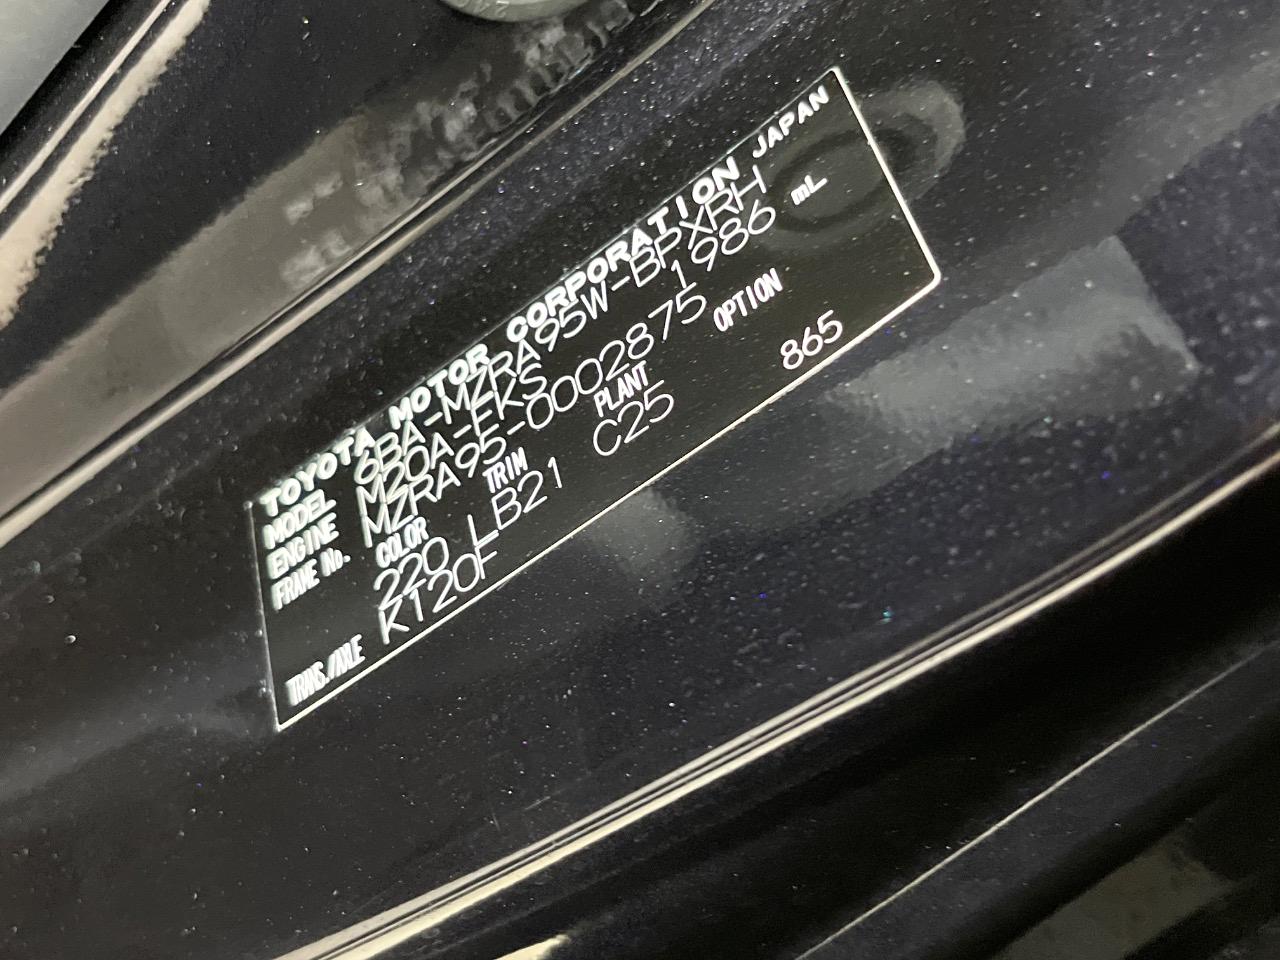 TOYOTA MOTOR CORPORATION JAPAN
MODEL 6BA-MZRA95W-BPXRH
ENGINE M20A-FKS 1986 mL
FRAME No. MZRA95-0002875
COLOR TRIM PLANT OPTION
220 LB21 C25 865
TRANS./AXLE K120F